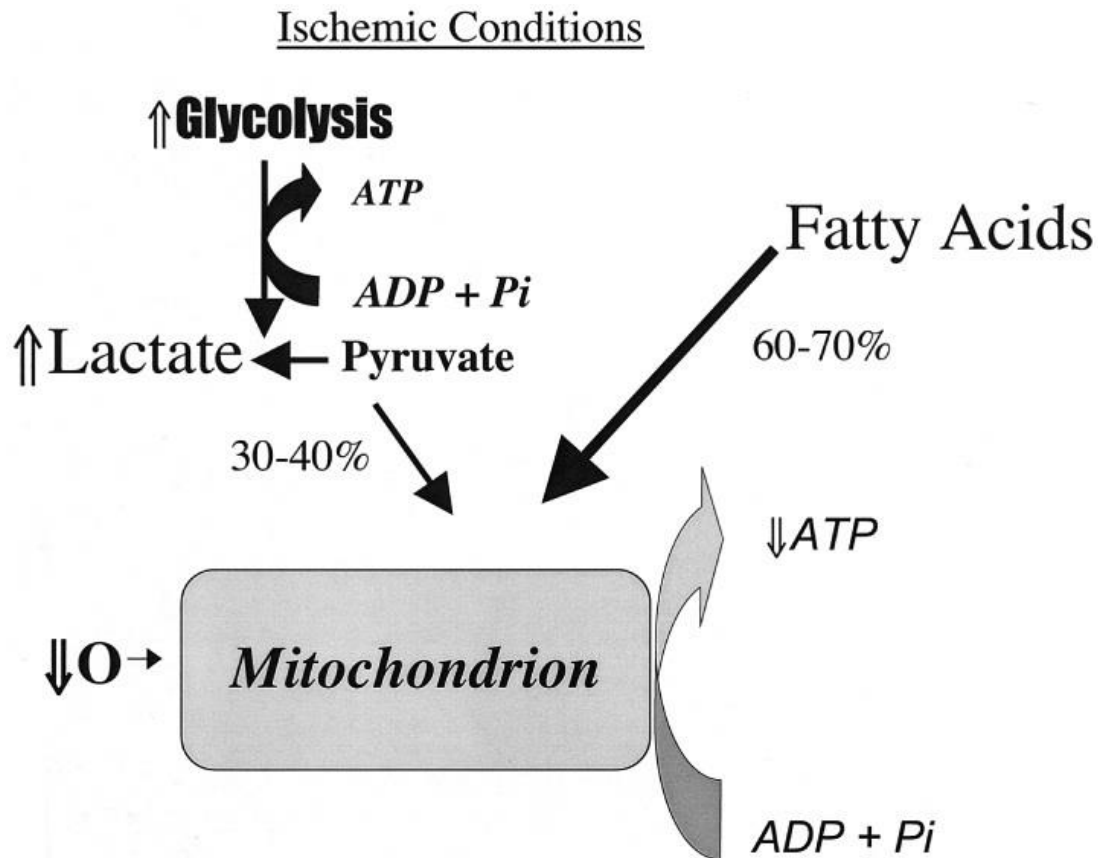 Ischemic Conditions
⇑Glycolysis
ATP
ADP + Pi
Fatty Acids
⇑Lactate
Pyruvate
60-70%
30-40%
⇓ATP
⇓O
Mitochondrion
ADP + Pi